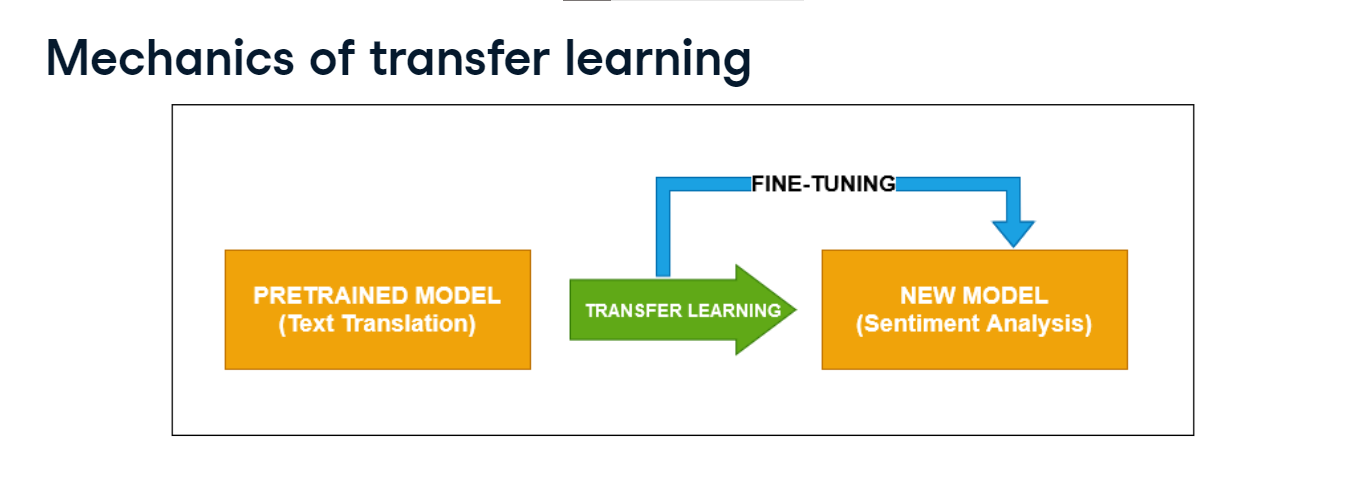 Mechanics of transfer learning
FINE-TUNING
PRETRAINED MODEL
(Text Translation)
TRANSFER LEARNING
NEW MODEL
(Sentiment Analysis)